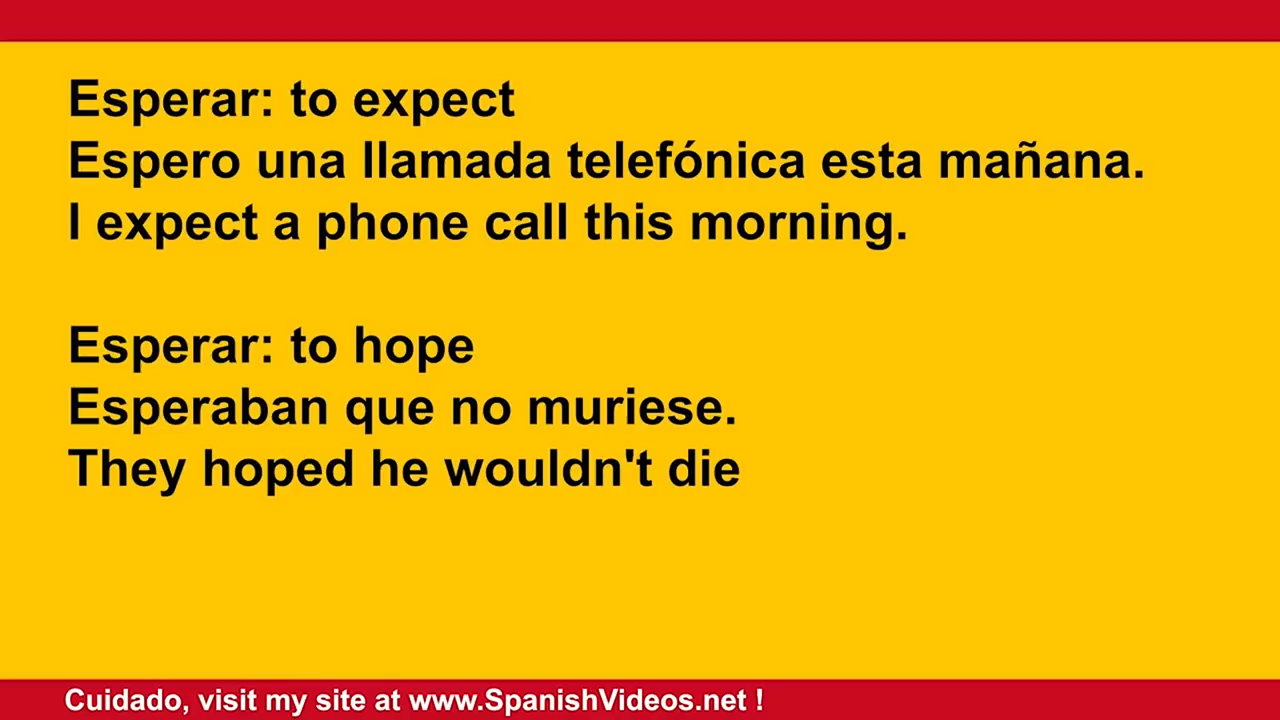 Esperar: to expect
Espero una llamada telefónica esta mañana.
I expect a phone call this morning.
Esperar: to hope
Esperaban que no muriese.
They hoped he wouldn't die
Cuidado, visit my site at www.SpanishVideos.net !